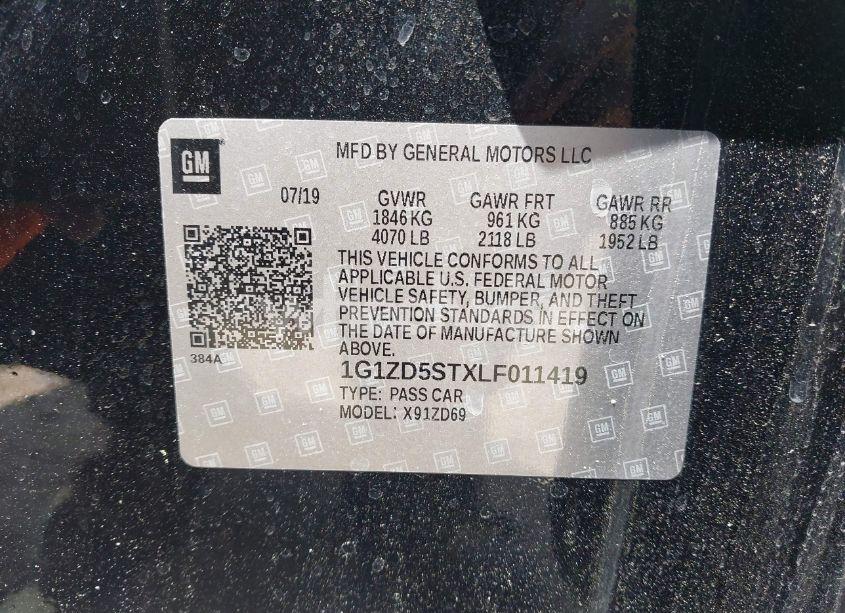 GM
MFD BY GENERAL MOTORS LLC
07/19 GVWR GAWR FRT GAWR RR
1846 KG 961 KG 885 KG
4070 LB 2118 LB 1952 LB
THIS VEHICLE CONFORMS TO ALL
APPLICABLE U.S. FEDERAL MOTOR
VEHICLE SAFETY, BUMPER, AND THEFT
PREVENTION STANDARDS IN EFFECT ON
THE DATE OF MANUFACTURE SHOWN
ABOVE.
384A
1G1ZD5STXLF011419
TYPE: PASS CAR
MODEL: X91ZD69